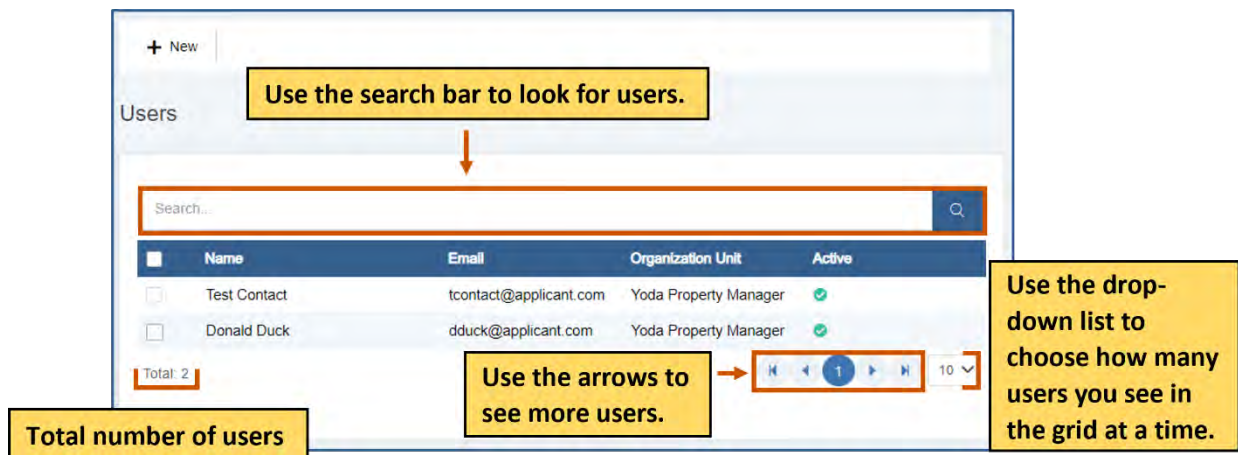 + New
Use the search bar to look for users.
Users
Search...
Name Email Organization Unit Active
Test Contact tcontact@applicant.com Yoda Property Manager
Donald Duck dduck@applicant.com Yoda Property Manager
Total: 2
1
10
Use the arrows to
see more users.
Use the drop-
down list to
choose how many
users you see in
the grid at a time.
Total number of users